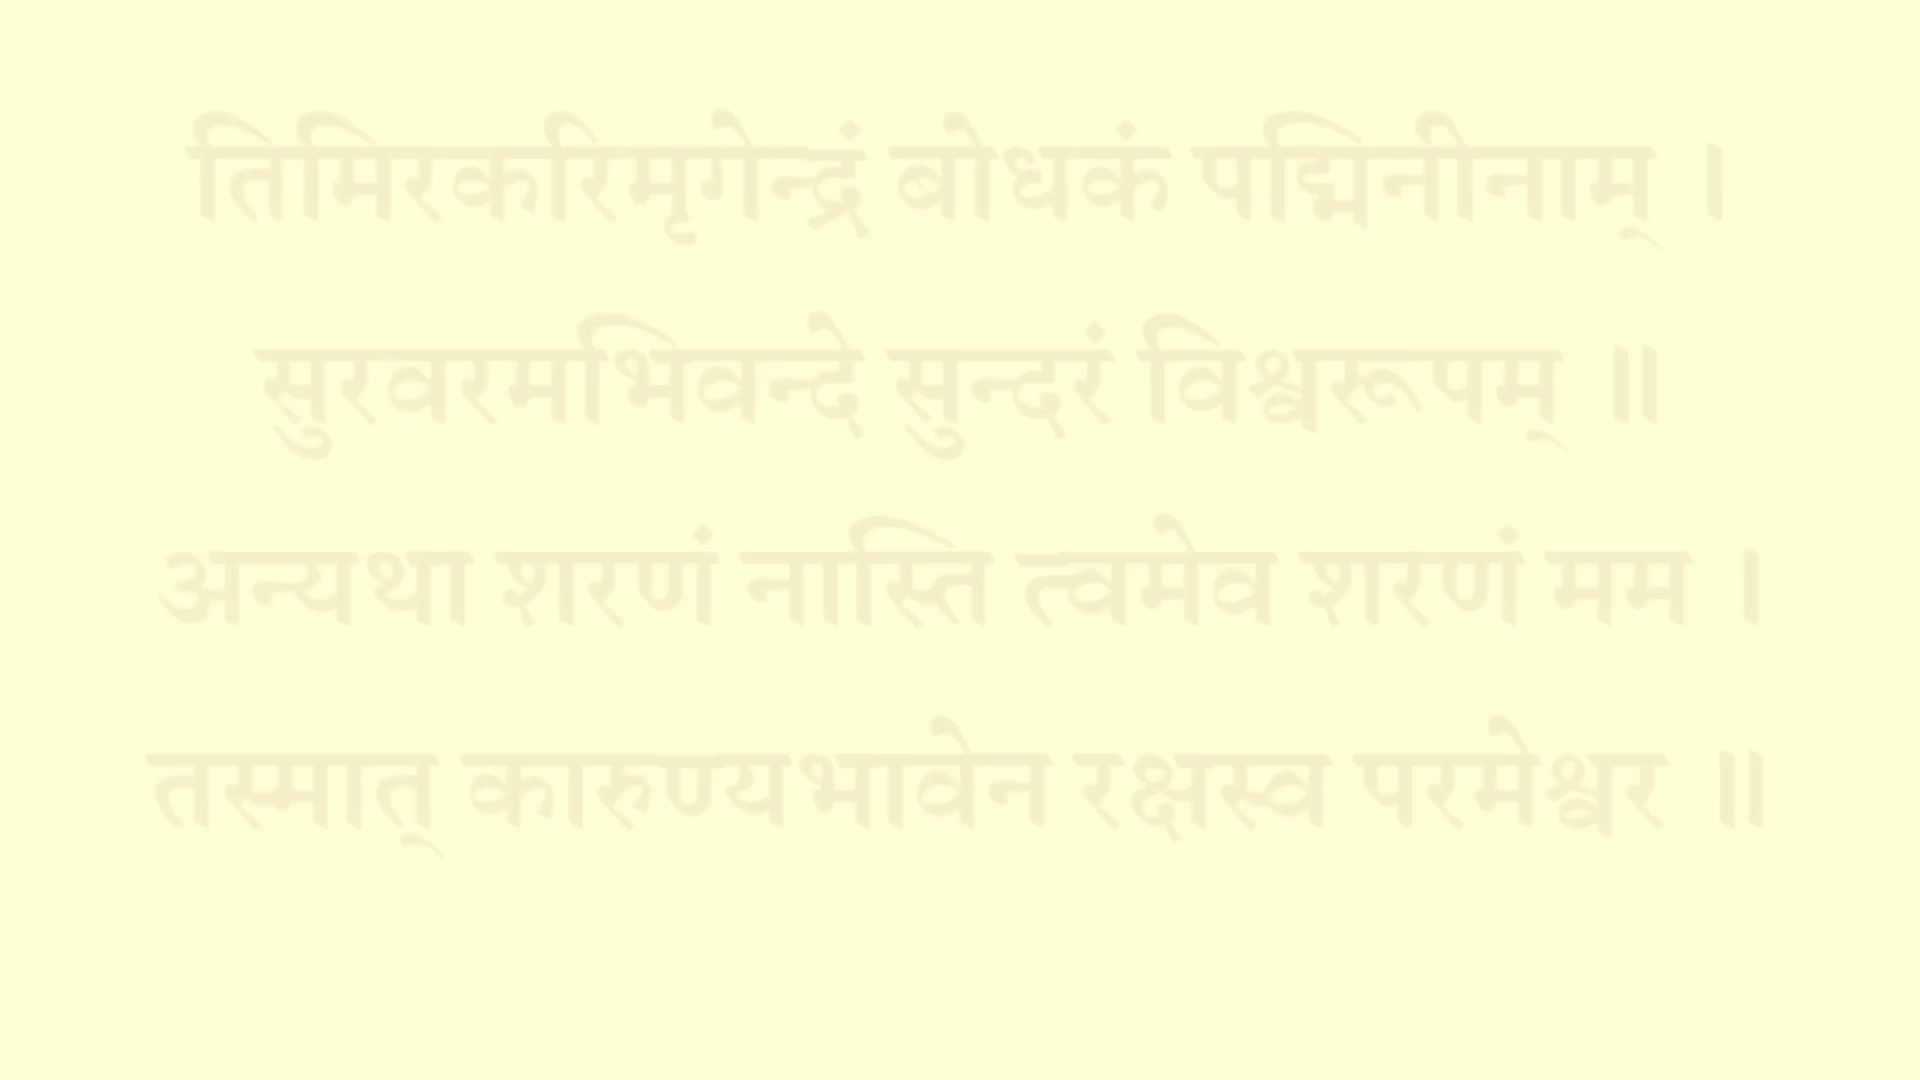 तिमिरकरिमृगेन्द्रं बोधकं पद्मिनीनाम् ।
सुरवरमभिवन्दे सुन्दरं विश्वरूपम् ॥
अन्यथा शरणं नास्ति त्वमेव शरणं मम ।
तस्मात् कारुण्यभावेन रक्षस्व परमेश्वर ॥